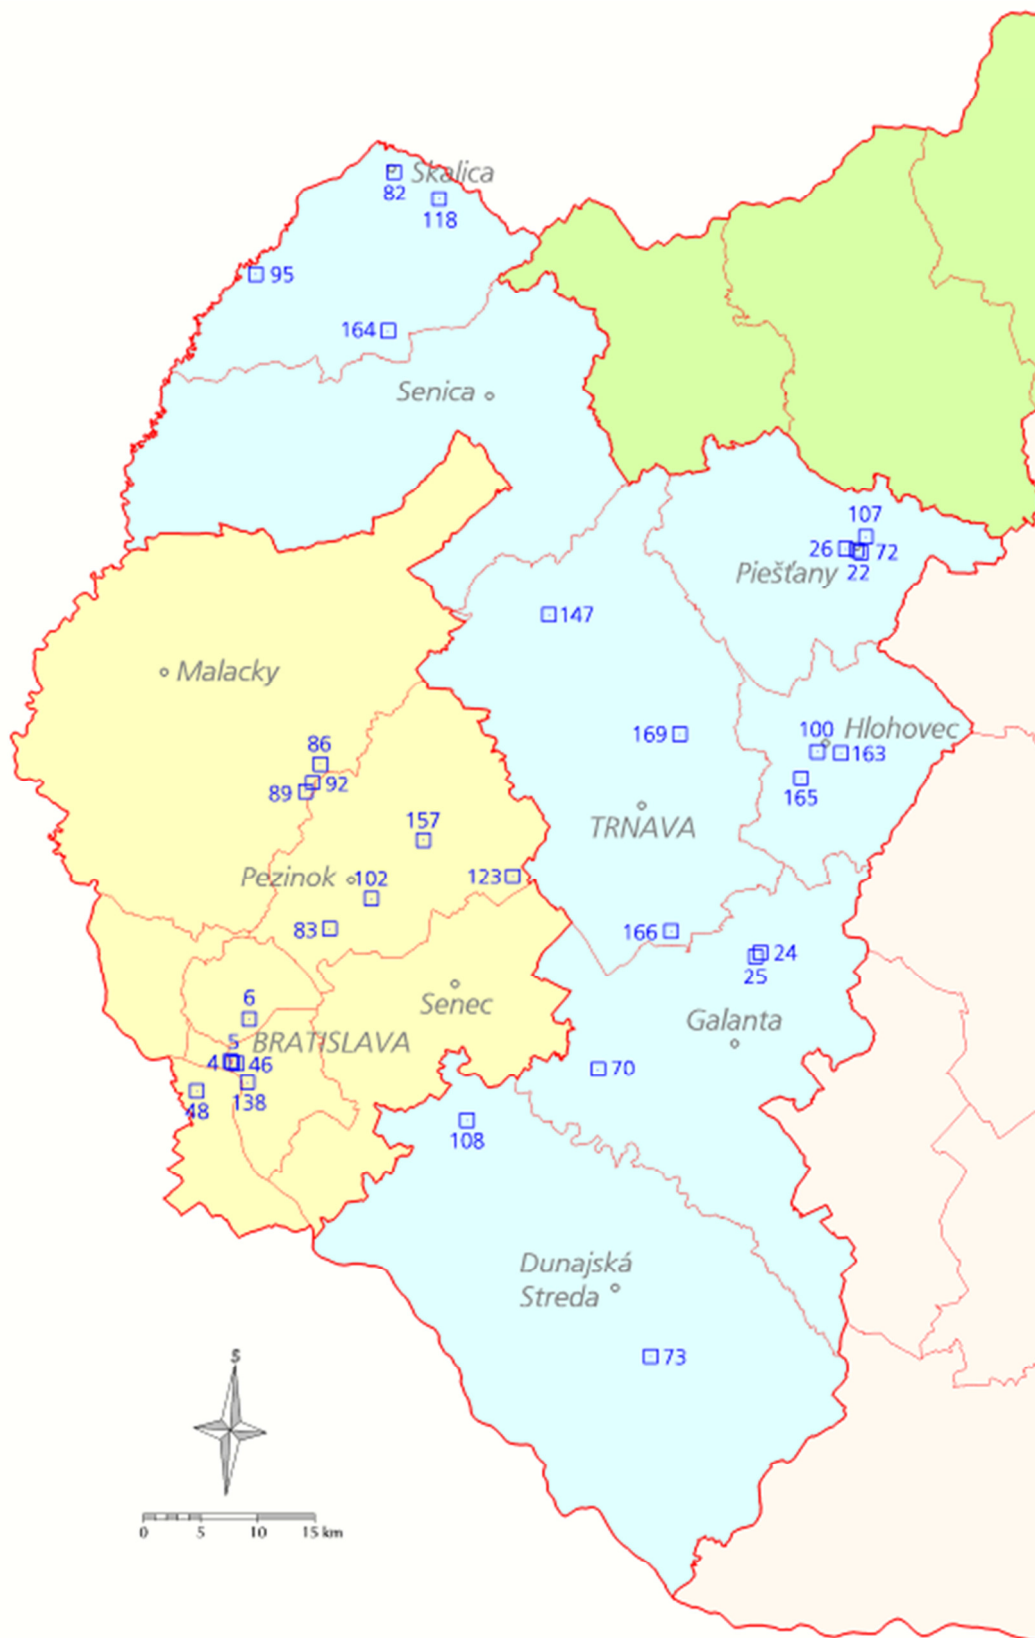 Skalica
82
118
95
164
Senica
107
26
72
22
Piešťany
147
Malacky
100
Hlohovec
169
163
86
92
89
165
157
TRNAVA
Pezinok
102
123
83
166
24
25
Senec
6
Galanta
5
BRATISLAVA
4
46
70
138
48
108
Dunajská
Streda
73
S
0 5 10 15 km